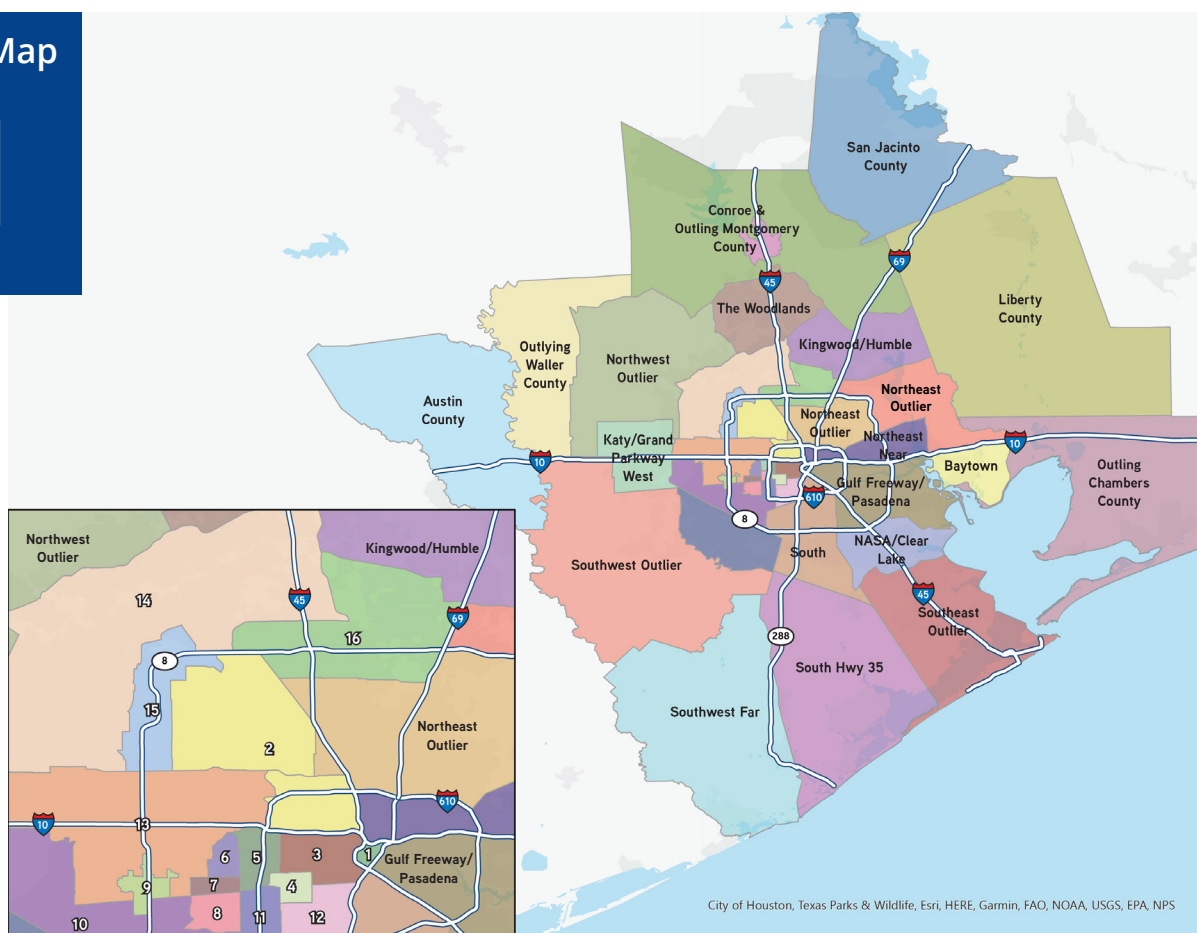 Map
San Jacinto
County
Conroe &
Outling Montgomery
County
69
45
Liberty
County
The Woodlands
Kingwood/Humble
Outlying
Waller
County
Northwest
Outlier
Northeast
Outlier
Austin
County
Northeast
Outlier
Katy/Grand
Parkway
West
Northeast
Near
10
10
Baytown
Outling
Chambers
County
Gulf Freeway/
Pasadena
610
8
NASA/Clear
Lake
South
Southwest Outlier
45
Southeast
Outlier
288
South Hwy 35
Southwest Far
Northwest
Outlier
Kingwood/Humble
14
45
69
16
8
15
Northeast
Outlier
2
610
10
13
6
5
3
1
Gulf Freeway/
Pasadena
7
4
9
8
11
12
10
City of Houston, Texas Parks & Wildlife, Esri, HERE, Garmin, FAO, NOAA, USGS, EPA, NPS